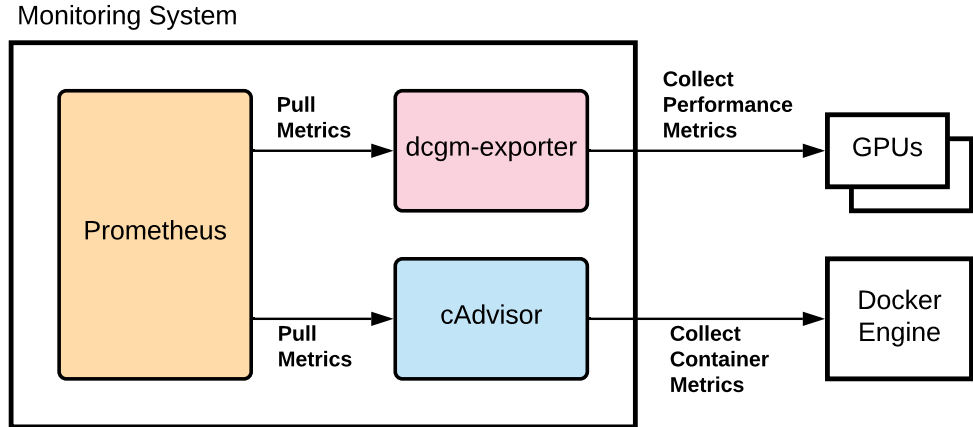 Monitoring System
Pull
Metrics
Collect
Performance
Metrics
dcgm-exporter
GPUs
Prometheus
cAdvisor
Docker
Engine
Pull
Metrics
Collect
Container
Metrics